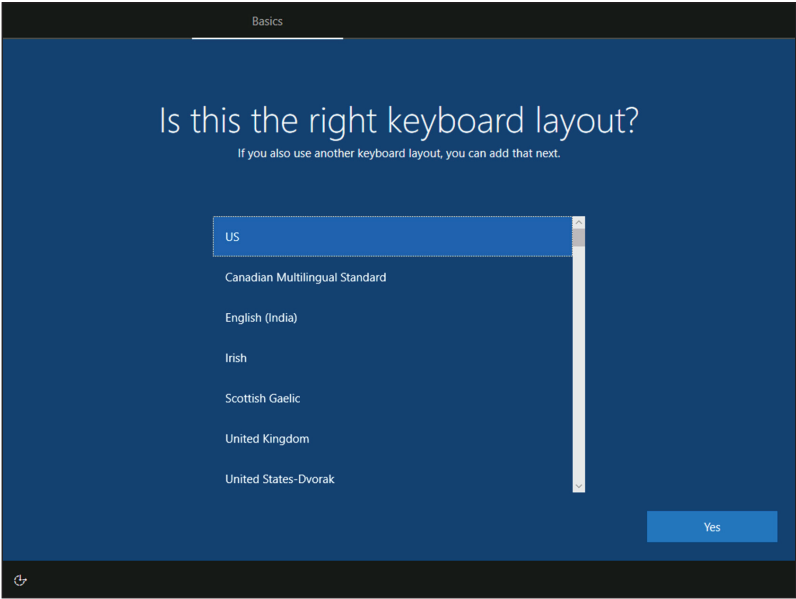 Basics
Is this the right keyboard layout?
If you also use another keyboard layout, you can add that next.
US
Canadian Multilingual Standard
English (India)
Irish
Scottish Gaelic
United Kingdom
United States-Dvorak
Yes